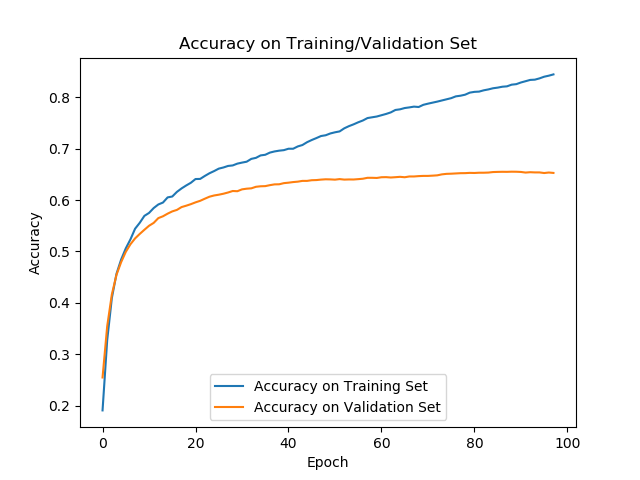 Accuracy on Training/Validation Set
Accuracy
0.8
0.7
0.6
0.5
0.4
0.3
0.2
Accuracy on Training Set
Accuracy on Validation Set
0 20 40 60 80 100
Epoch